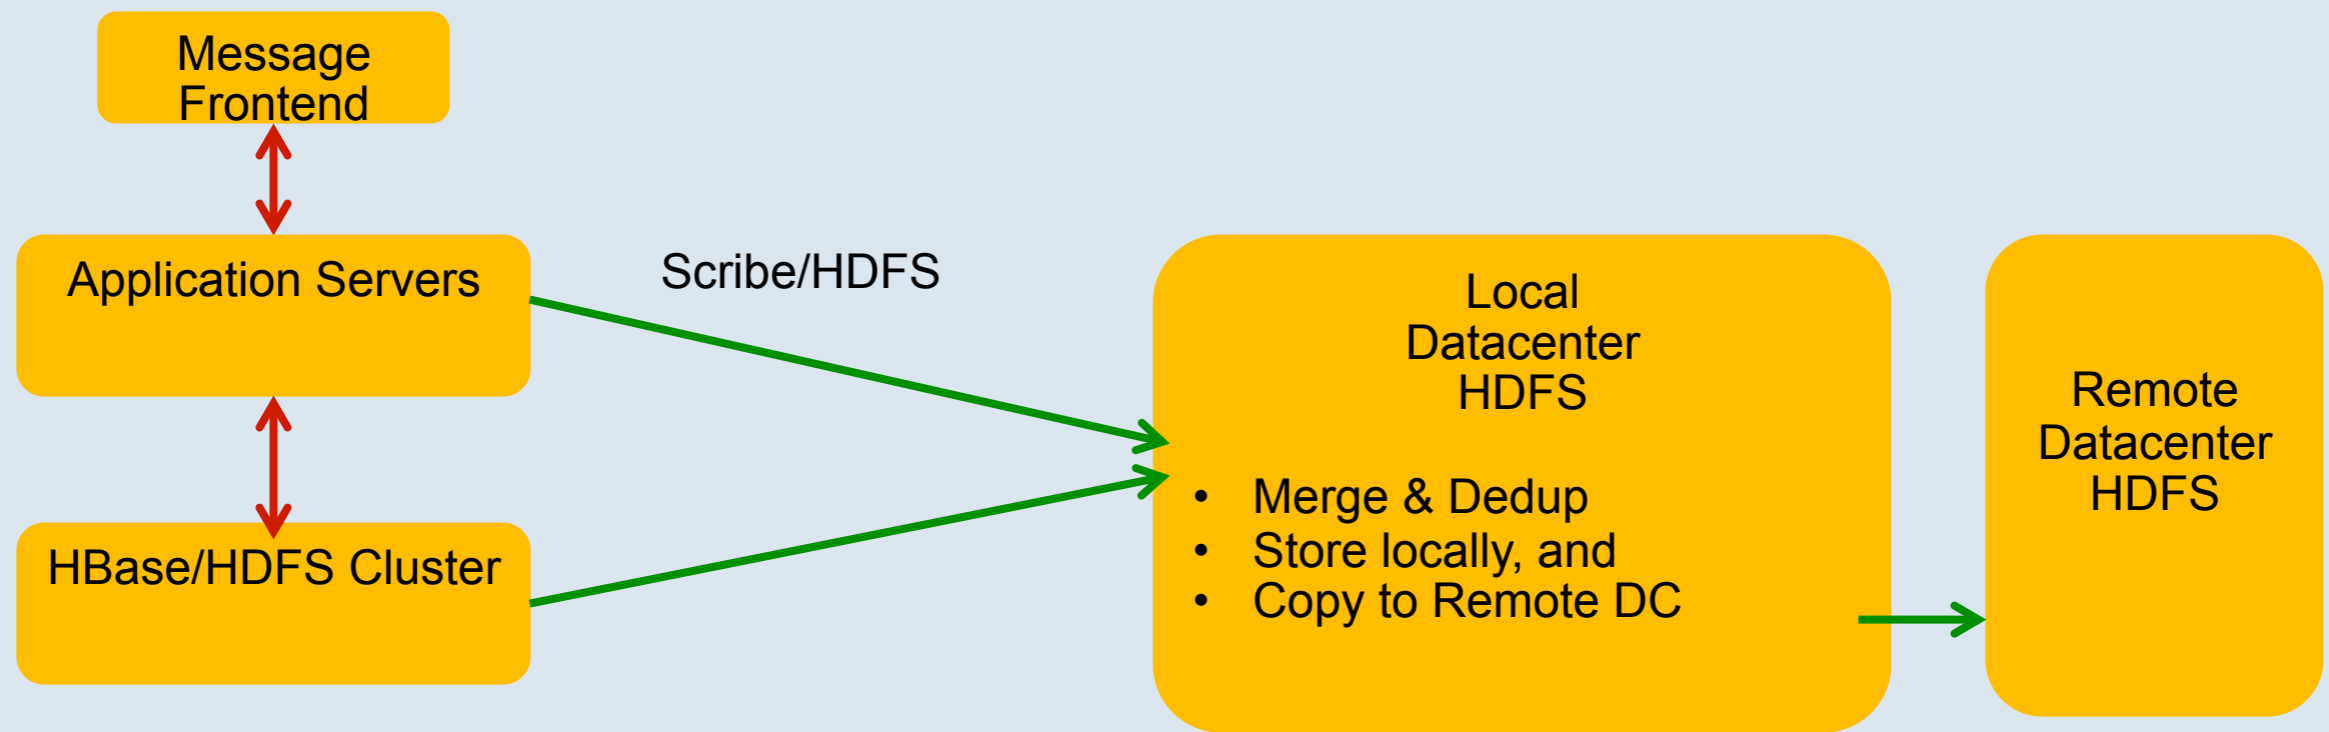 Message
Frontend
Application Servers
Scribe/HDFS
HBase/HDFS Cluster
Local
Datacenter
HDFS
• Merge & Dedup
• Store locally, and
• Copy to Remote DC
Remote
Datacenter
HDFS